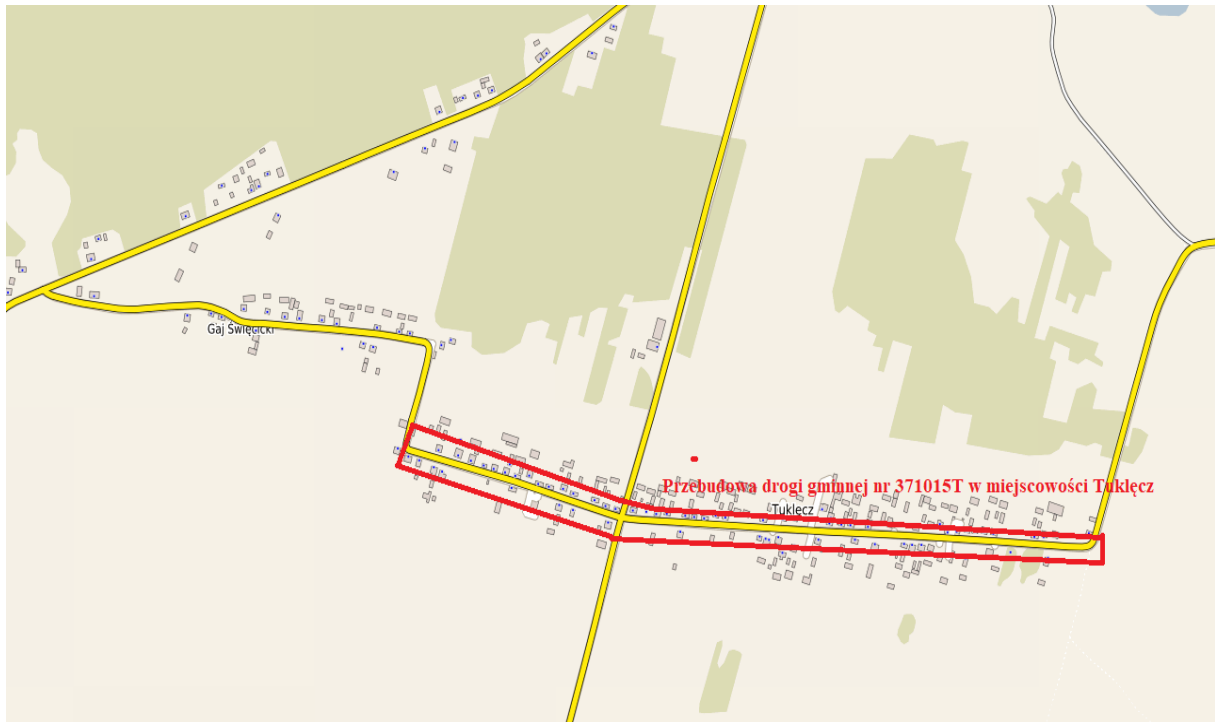 Gaj Święcicki
Przebudowa drogi gminnej nr 371015T w miejscowości Tuklęcz
Tuklęcz